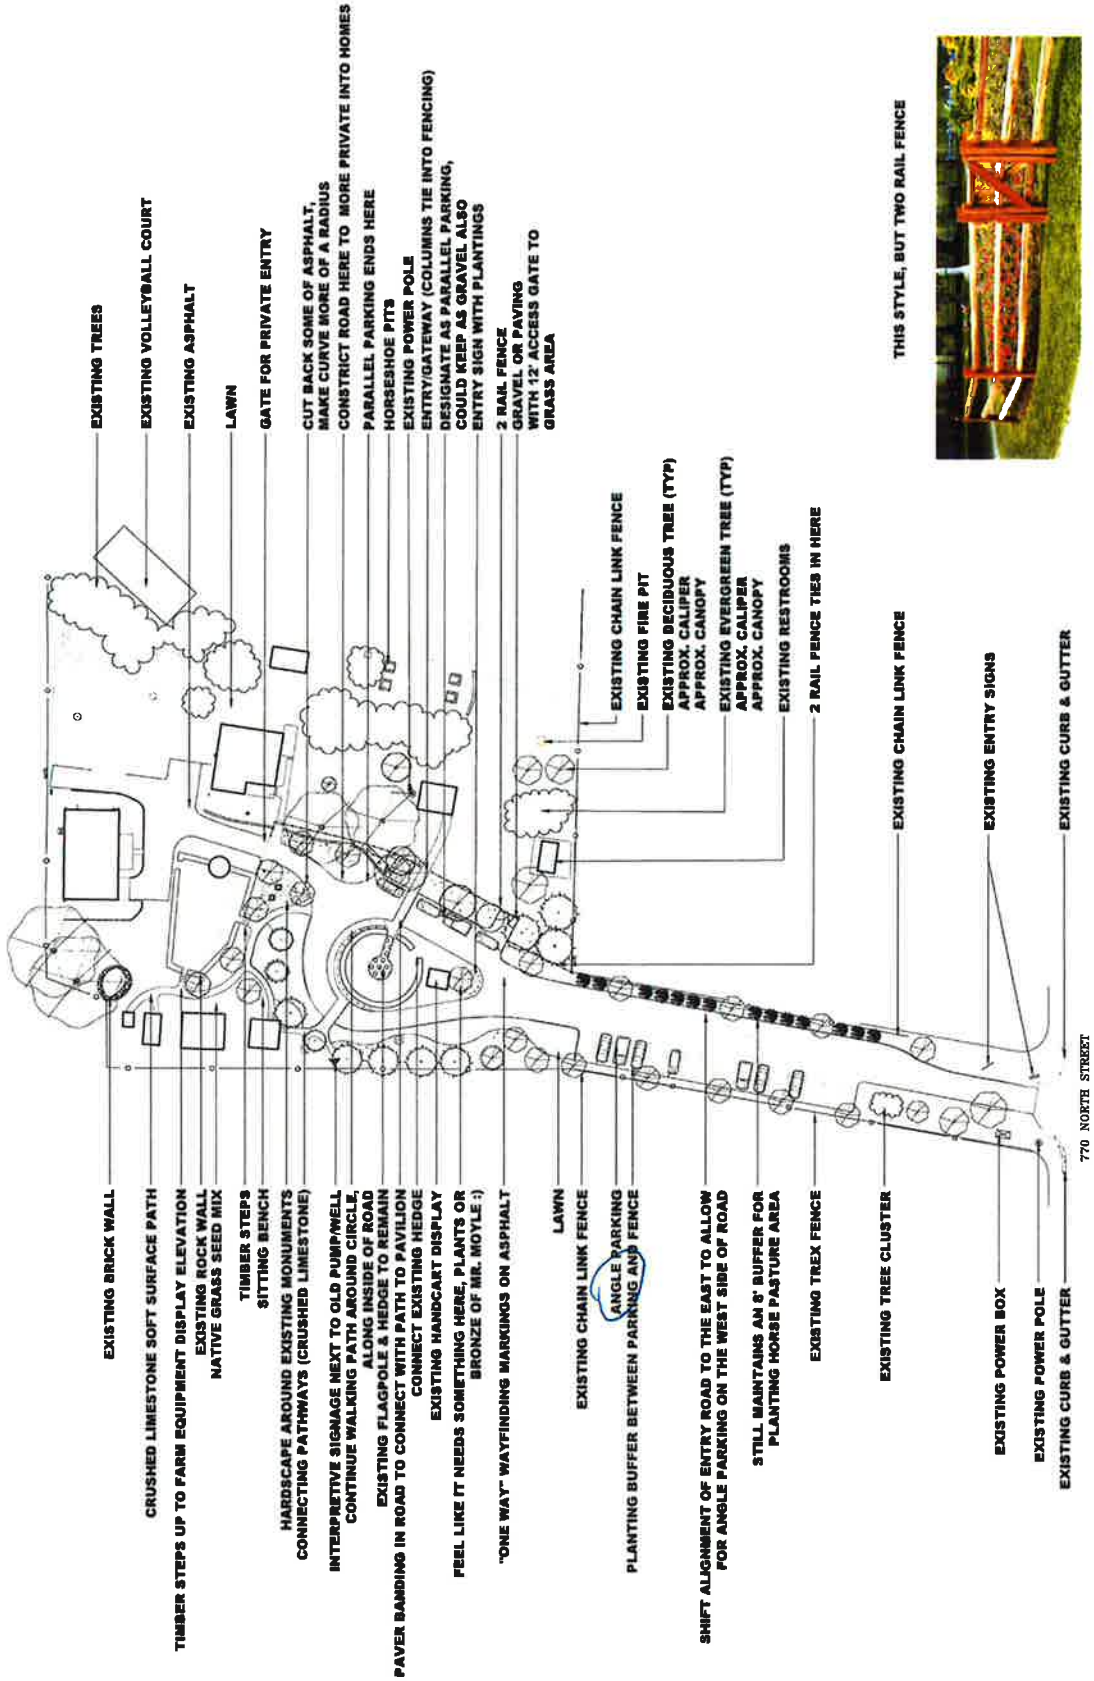 EXISTING TREES
EXISTING VOLLEYBALL COURT
EXISTING ASPHALT
LAWN
GATE FOR PRIVATE ENTRY
CUT BACK SOME OF ASPHALT,
MAKE CURVE MORE OF A RADIUS
CONSTRICT ROAD HERE TO MORE PRIVATE INTO HOMES
PARALLEL PARKING ENDS HERE
HORSESHOE PITS
EXISTING POWER POLE
ENTRY/GATEWAY (COLUMNS TIE INTO FENCING)
DESIGNATE AS PARALLEL PARKING,
COULD KEEP AS GRAVEL ALSO
ENTRY SIGN WITH PLANTINGS
2 RAIL FENCE
GRAVEL OR PAVING
WITH 12' ACCESS GATE TO
GRASS AREA
EXISTING CHAIN LINK FENCE
EXISTING FIRE PIT
EXISTING DECIDUOUS TREE (TYP)
APPROX. CALIPER
APPROX. CANOPY
EXISTING EVERGREEN TREE (TYP)
APPROX. CALIPER
APPROX. CANOPY
EXISTING RESTROOMS
2 RAIL FENCE TIES IN HERE
EXISTING CHAIN LINK FENCE
EXISTING ENTRY SIGNS
EXISTING CURB & GUTTER
THIS STYLE, BUT TWO RAIL FENCE
EXISTING BRICK WALL
CRUSHED LIMESTONE SOFT SURFACE PATH
TIMBER STEPS UP TO FARM EQUIPMENT DISPLAY ELEVATION
EXISTING ROCK WALL
NATIVE GRASS SEED MIX
TIMBER STEPS
SITTING BENCH
HARDSCAPE AROUND EXISTING MONUMENTS
CONNECTING PATHWAYS (CRUSHED LIMESTONE)
INTERPRETIVE SIGNAGE NEXT TO OLD PUMP/WELL
CONTINUE WALKING PATH AROUND CIRCLE,
ALONG INSIDE OF ROAD
EXISTING FLAGPOLE & HEDGE TO REMAIN
PAVER BANDING IN ROAD TO CONNECT WITH PATH TO PAVILION
CONNECT EXISTING HEDGE
EXISTING HANDCART DISPLAY
FEEL LIKE IT NEEDS SOMETHING HERE, PLANTS OR
BRONZE OF MR. MOYLE :)
"ONE WAY" WAYFINDING MARKINGS ON ASPHALT
LAWN
EXISTING CHAIN LINK FENCE
ANGLE PARKING
PLANTING BUFFER BETWEEN PARKING AND FENCE
SHIFT ALIGNMENT OF ENTRY ROAD TO THE EAST TO ALLOW
FOR ANGLE PARKING ON THE WEST SIDE OF ROAD
STILL MAINTAINS AN 8' BUFFER FOR
PLANTING HORSE PASTURE AREA
EXISTING TREX FENCE
EXISTING TREE CLUSTER
EXISTING POWER BOX
EXISTING POWER POLE
EXISTING CURB & GUTTER
770 NORTH STREET